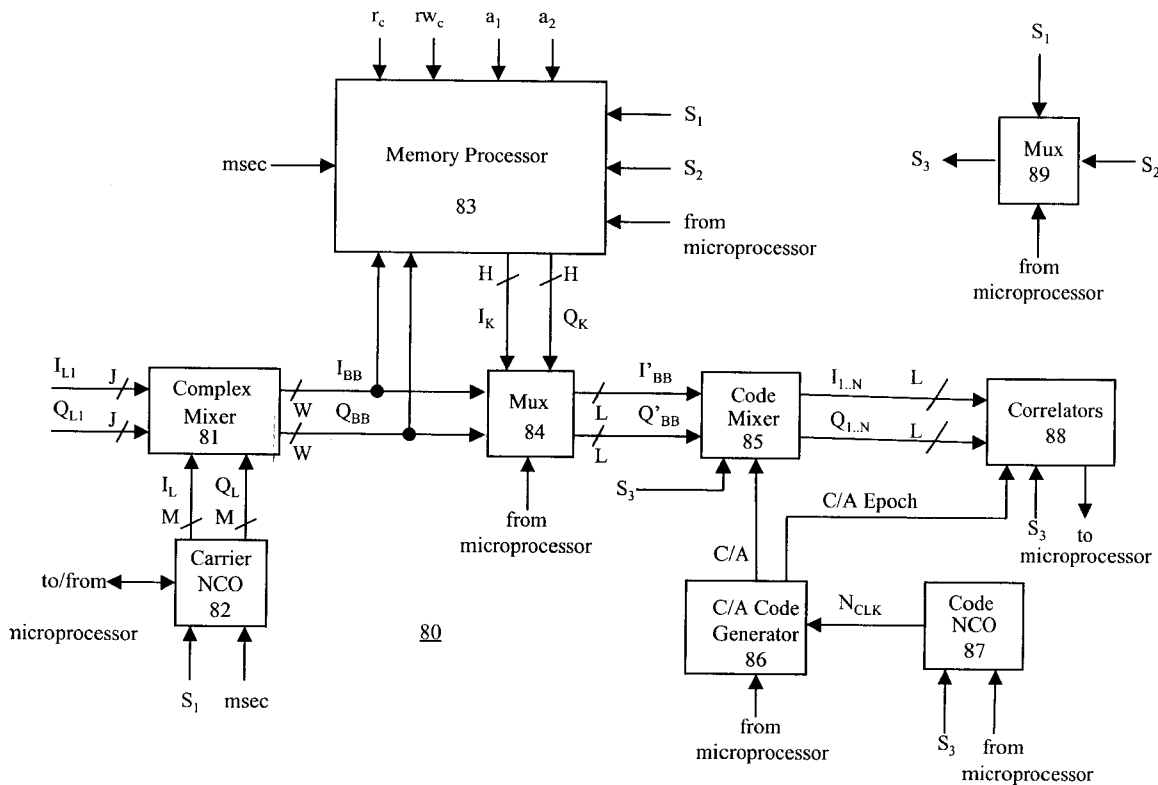 r_c rw_c a_1 a_2
S_1
S_1
Memory Processor
83
msec
S_2
from
microprocessor
Mux
89
S_3
S_2
from
microprocessor
H H
I_K Q_K
I_L1 J
Q_L1 J
Complex
Mixer
81
I_BB
W
Q_BB
W
Mux
84
I'_BB
L
Q'_BB
L
Code
Mixer
85
I_1..N L
Q_1..N L
Correlators
88
I_L Q_L
M M
from
microprocessor
S_3
C/A Epoch
S_3
to
microprocessor
C/A
to/from
microprocessor
Carrier
NCO
82
S_1 msec
80
C/A Code
Generator
86
N_CLK
Code
NCO
87
from
microprocessor
S_3
from
microprocessor